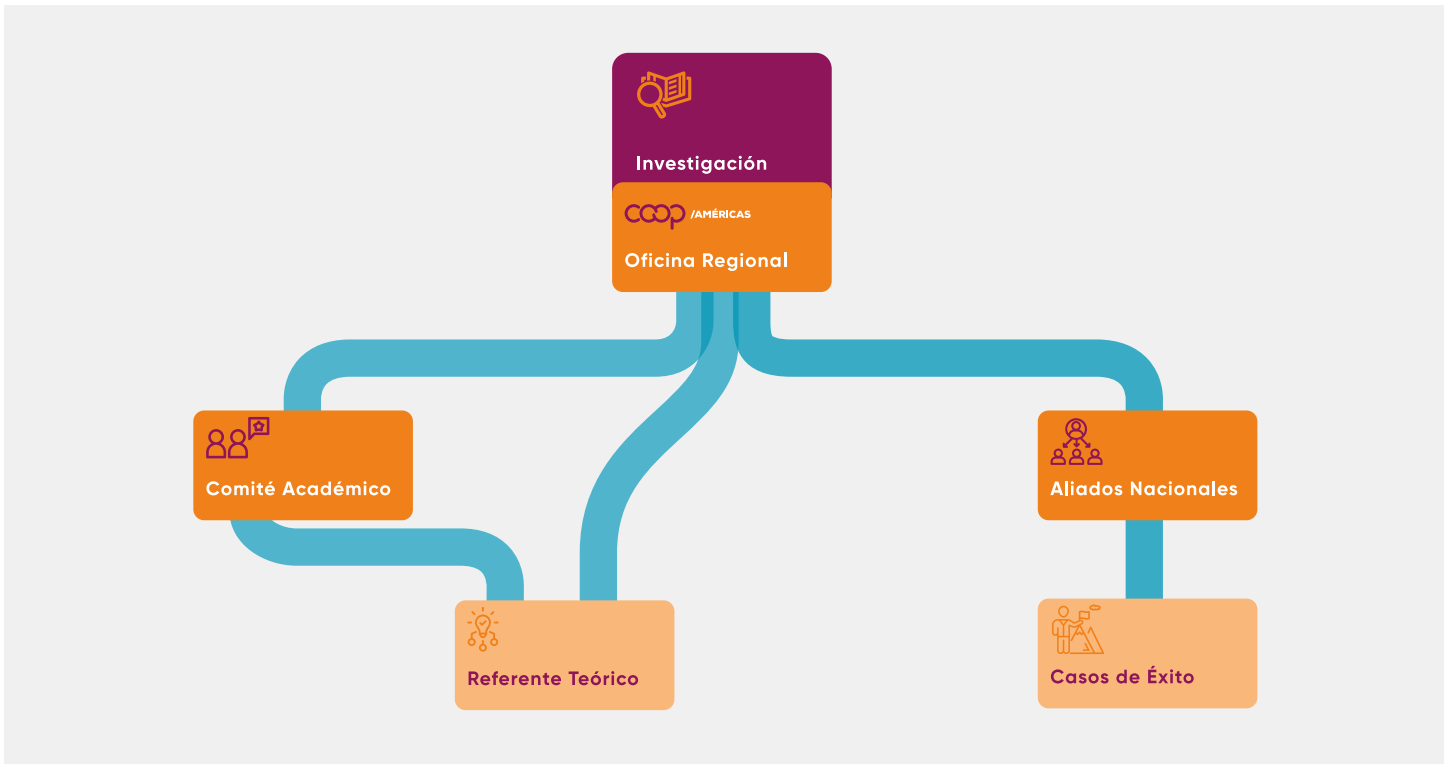 Investigación
coop /AMÉRICAS
Oficina Regional
Comité Académico
Aliados Nacionales
Referente Teórico
Casos de Éxito